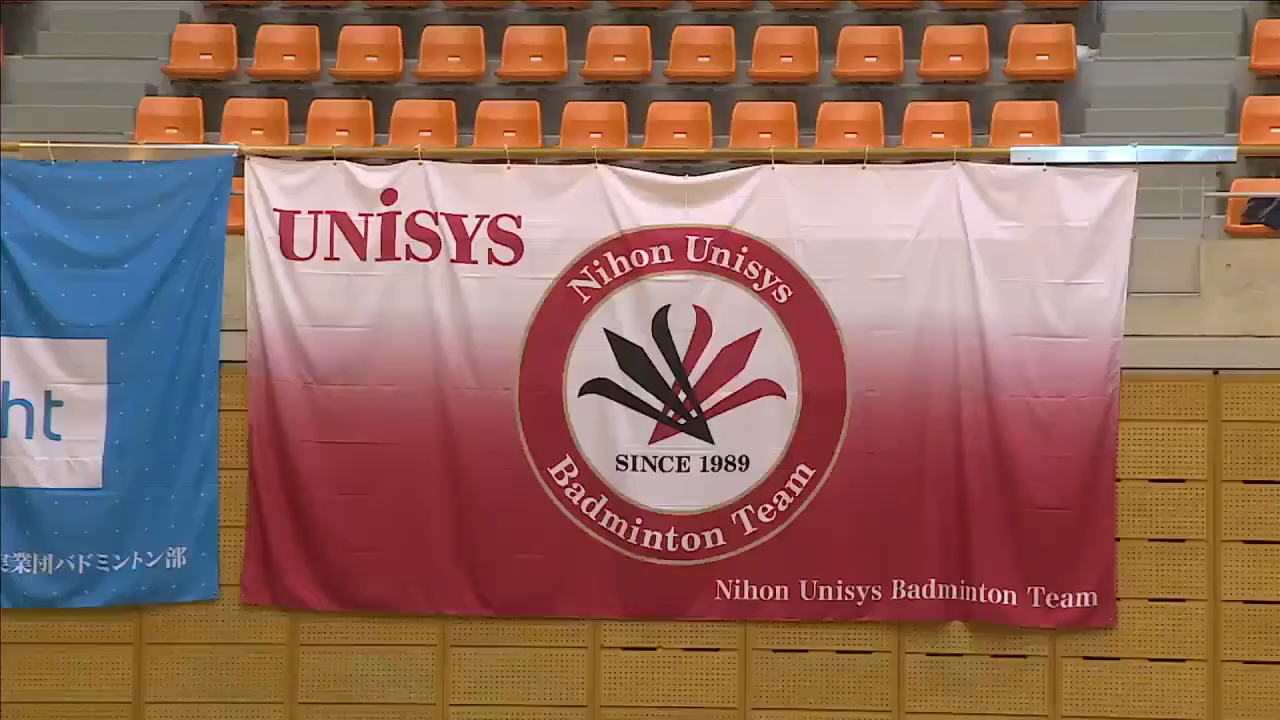 UNiSYS
Nihon Unisys
SINCE 1989
Badminton Team
Nihon Unisys Badminton Team
ht
業団バドミントン部